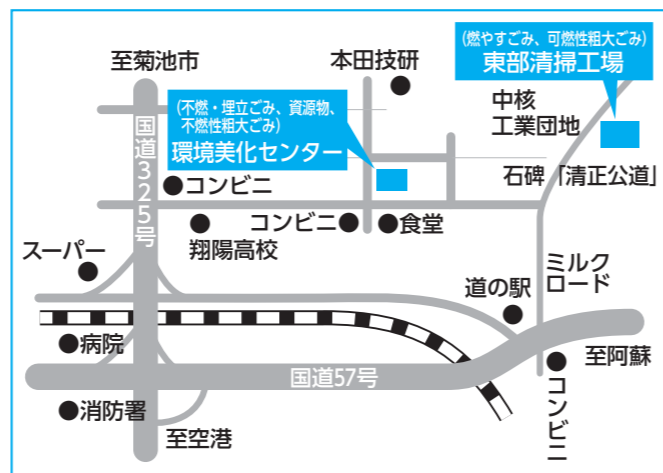 至菊池市
本田技研
(燃やすごみ、可燃性粗大ごみ)
東部清掃工場
(不燃・埋立ごみ、資源物、
不燃性粗大ごみ)
環境美化センター
中核
工業団地
国道325号
コンビニ
石碑「清正公道」
コンビニ
食堂
翔陽高校
スーパー
ミルク
ロード
道の駅
病院
至阿蘇
国道57号
コンビニ
消防署
至空港